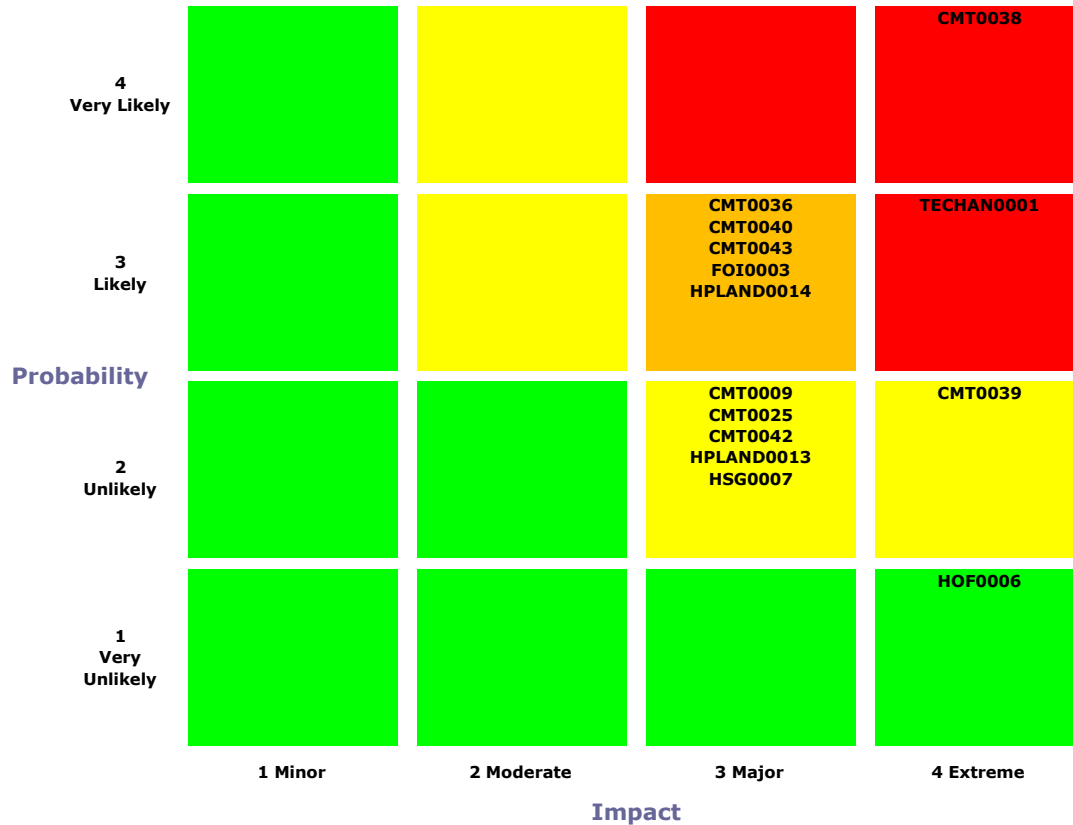 CMT0038
4
Very Likely
CMT0036
CMT0040
CMT0043
FOI0003
HPLAND0014
TECHAN0001
3
Likely
Probability
CMT0009
CMT0025
CMT0042
HPLAND0013
HSG0007
CMT0039
2
Unlikely
HOF0006
1
Very
Unlikely
1 Minor
2 Moderate
3 Major
4 Extreme
Impact